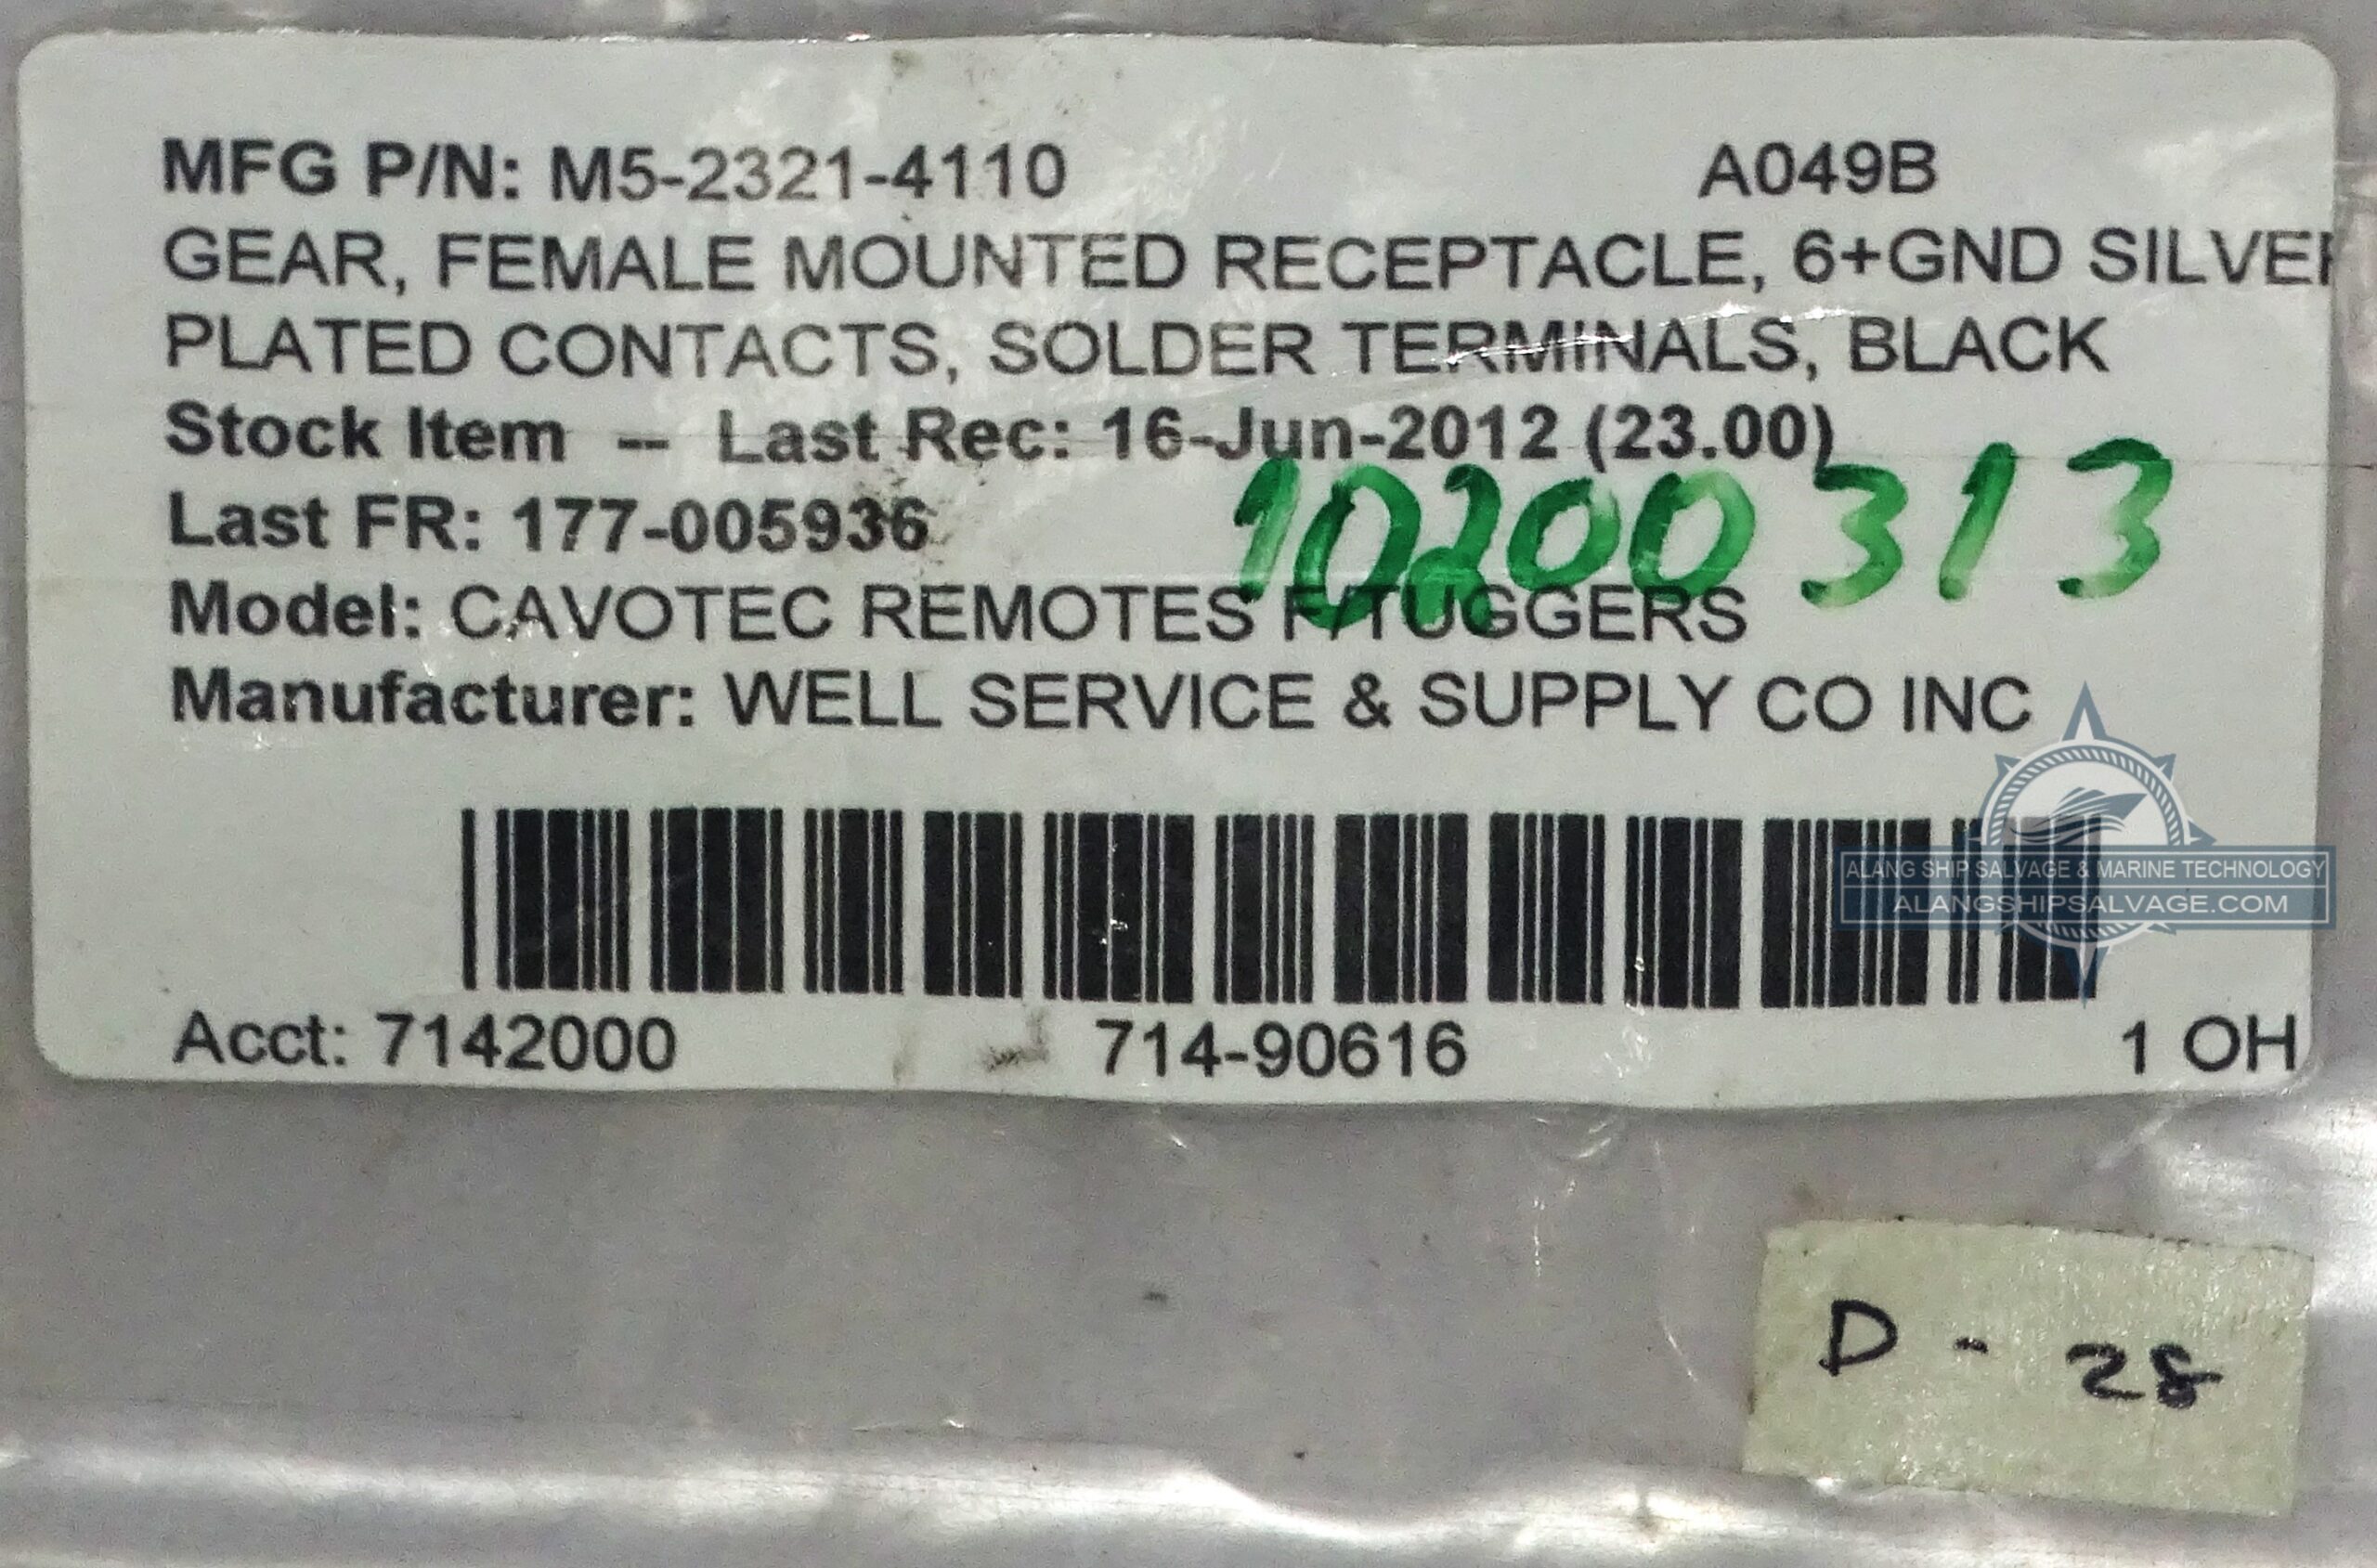 MFG P/N: M5-2321-4110 A049B
GEAR, FEMALE MOUNTED RECEPTACLE, 6+GND SILVER
PLATED CONTACTS, SOLDER TERMINALS, BLACK
Stock Item -- Last Rec: 16-Jun-2012 (23.00)
10200313
Last FR: 177-005936
Model: CAVOTEC REMOTES F/TUGGERS
Manufacturer: WELL SERVICE & SUPPLY CO INC
ALANG SHIP SALVAGE & MARINE TECHNOLOGY
ALANGSHIPSALVAGE.COM
Acct: 7142000 714-90616 1 OH
D - 28